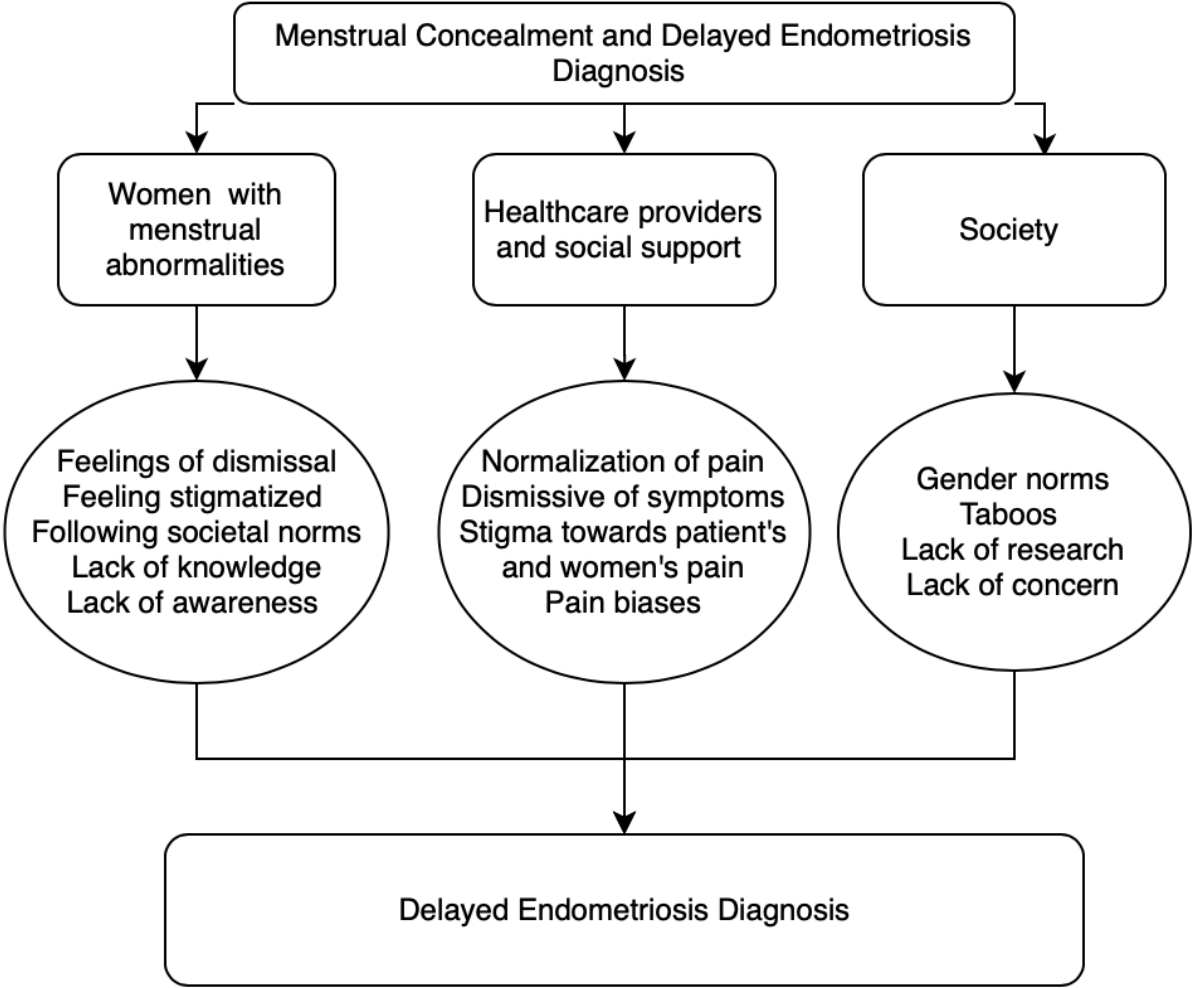 Menstrual Concealment and Delayed Endometriosis
Diagnosis
Women with
menstrual
abnormalities
Healthcare providers
and social support
Society
Feelings of dismissal
Feeling stigmatized
Following societal norms
Lack of knowledge
Lack of awareness
Normalization of pain
Dismissive of symptoms
Stigma towards patient's
and women's pain
Pain biases
Gender norms
Taboos
Lack of research
Lack of concern
Delayed Endometriosis Diagnosis